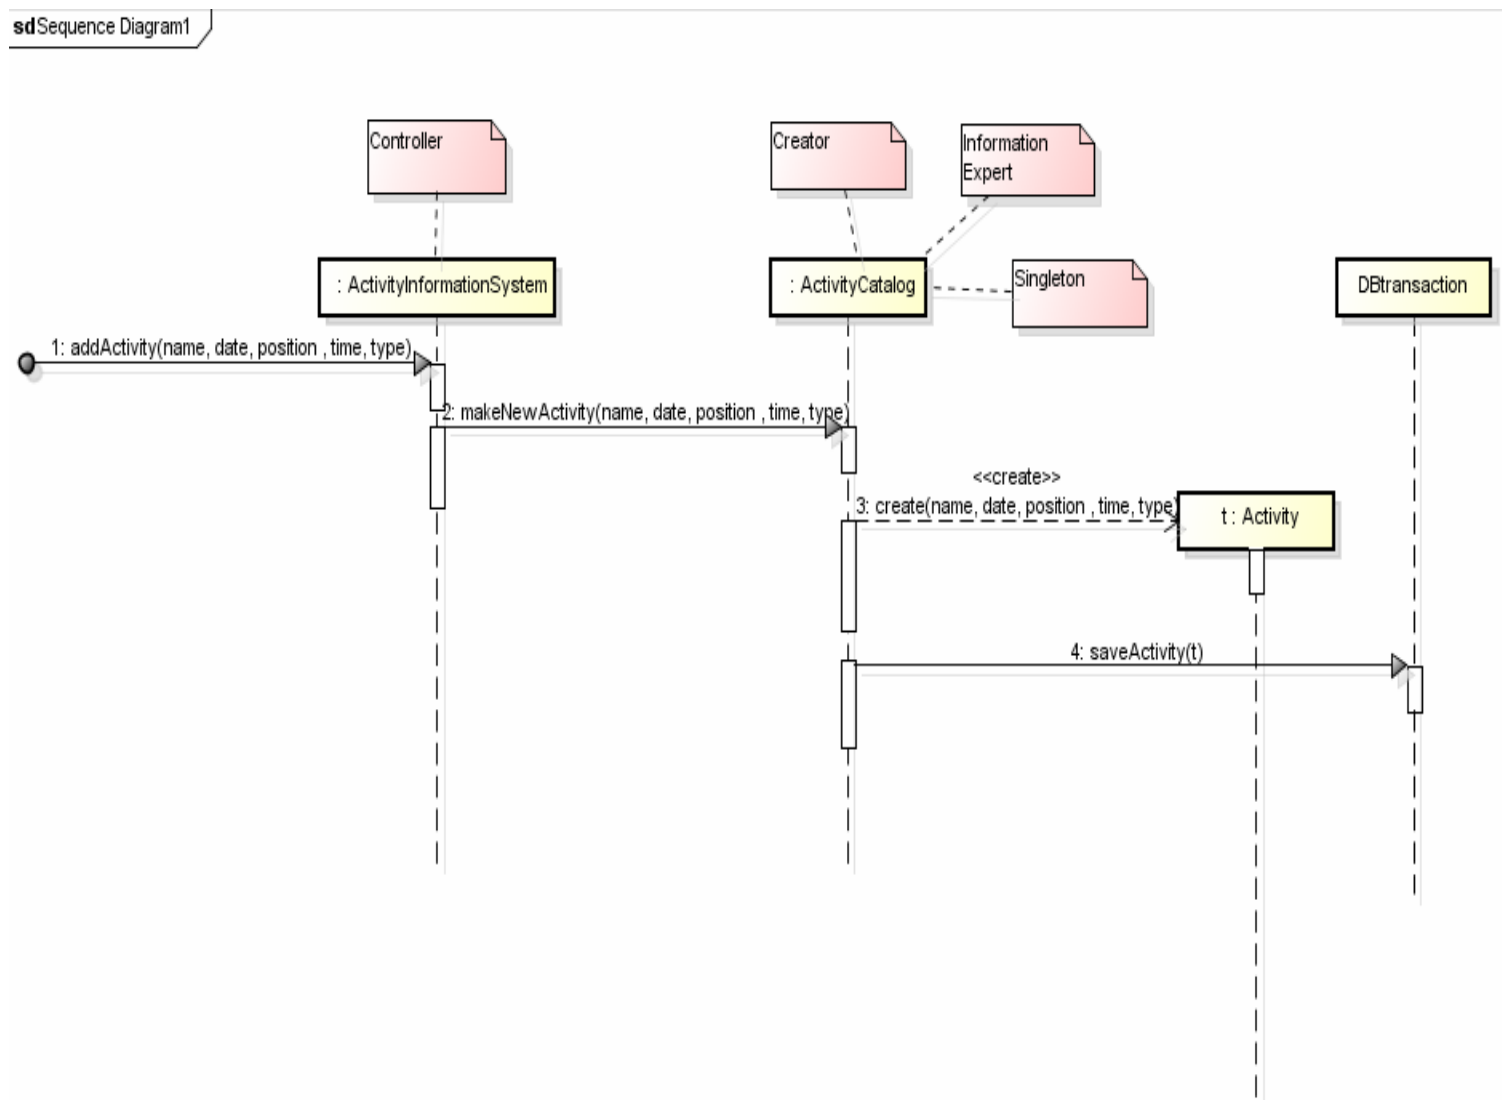 sd Sequence Diagram1
Controller
Creator
Information
Expert
: ActivityInformationSystem
: ActivityCatalog
Singleton
DBtransaction
1: addActivity(name, date, position , time, type)
2: makeNewActivity(name, date, position , time, type)
<<create>>
3: create(name, date, position , time, type)
t : Activity
4: saveActivity(t)